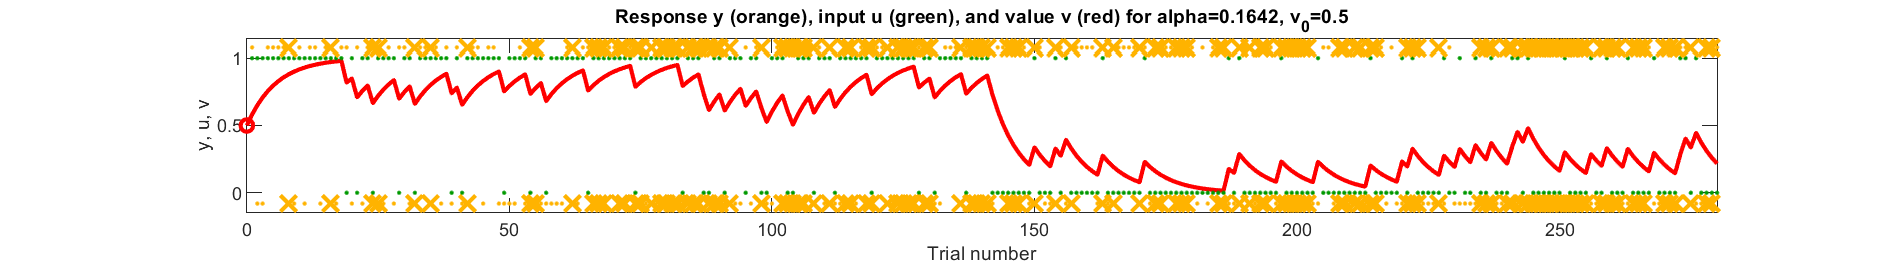 Response y (orange), input u (green), and value v (red) for alpha=0.1642, v0=0.5
y, u, v
1
0.5
0
0 50 100 150 200 250
Trial number